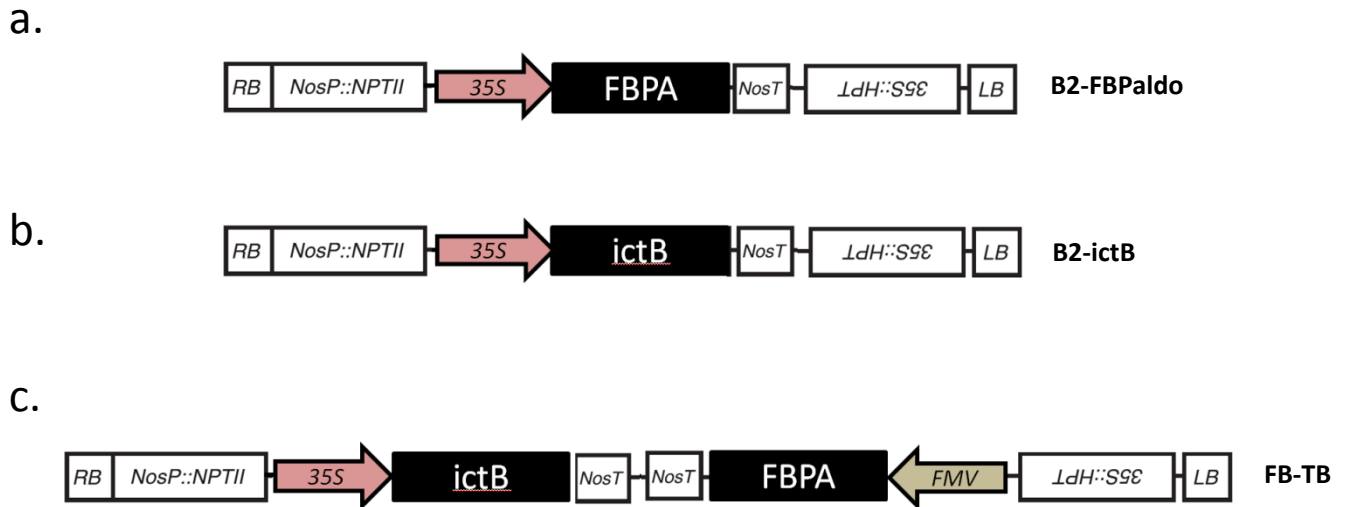 a.
RB NosP::NPTII 35S FBPA NosT 35S::HPT LB B2-FBPaldo
b.
RB NosP::NPTII 35S ictB NosT 35S::HPT LB B2-ictB
c.
RB NosP::NPTII 35S ictB NosT NosT FBPA FMV 35S::HPT LB FB-TB